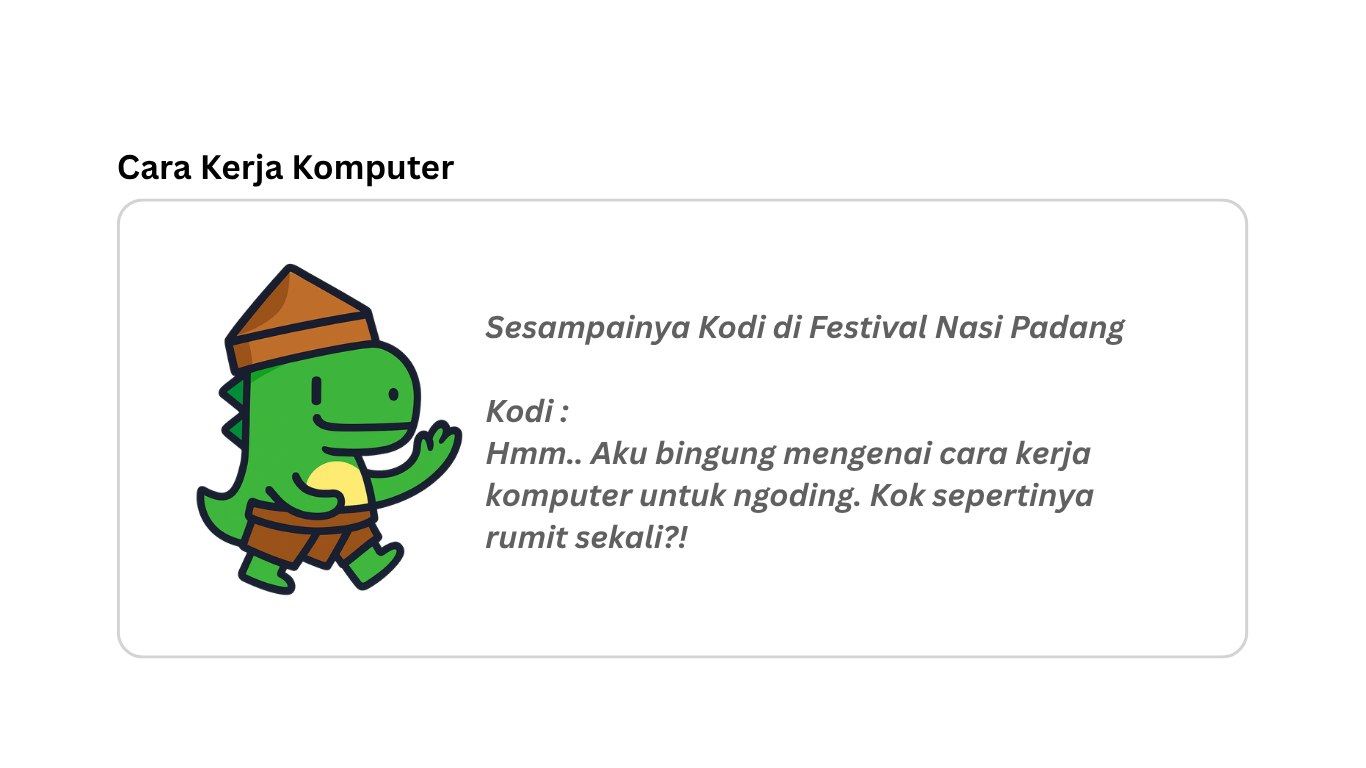 Cara Kerja Komputer
Sesampainya Kodi di Festival Nasi Padang
Kodi :
Hmm.. Aku bingung mengenai cara kerja
komputer untuk ngoding. Kok sepertinya
rumit sekali?!